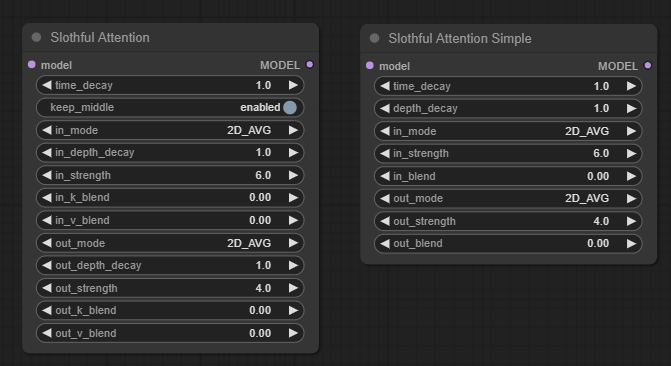 Slothful Attention
model MODEL
time_decay 1.0
keep_middle enabled
in_mode 2D_AVG
in_depth_decay 1.0
in_strength 6.0
in_k_blend 0.00
in_v_blend 0.00
out_mode 2D_AVG
out_depth_decay 1.0
out_strength 4.0
out_k_blend 0.00
out_v_blend 0.00
Slothful Attention Simple
model MODEL
time_decay 1.0
depth_decay 1.0
in_mode 2D_AVG
in_strength 6.0
in_blend 0.00
out_mode 2D_AVG
out_strength 4.0
out_blend 0.00